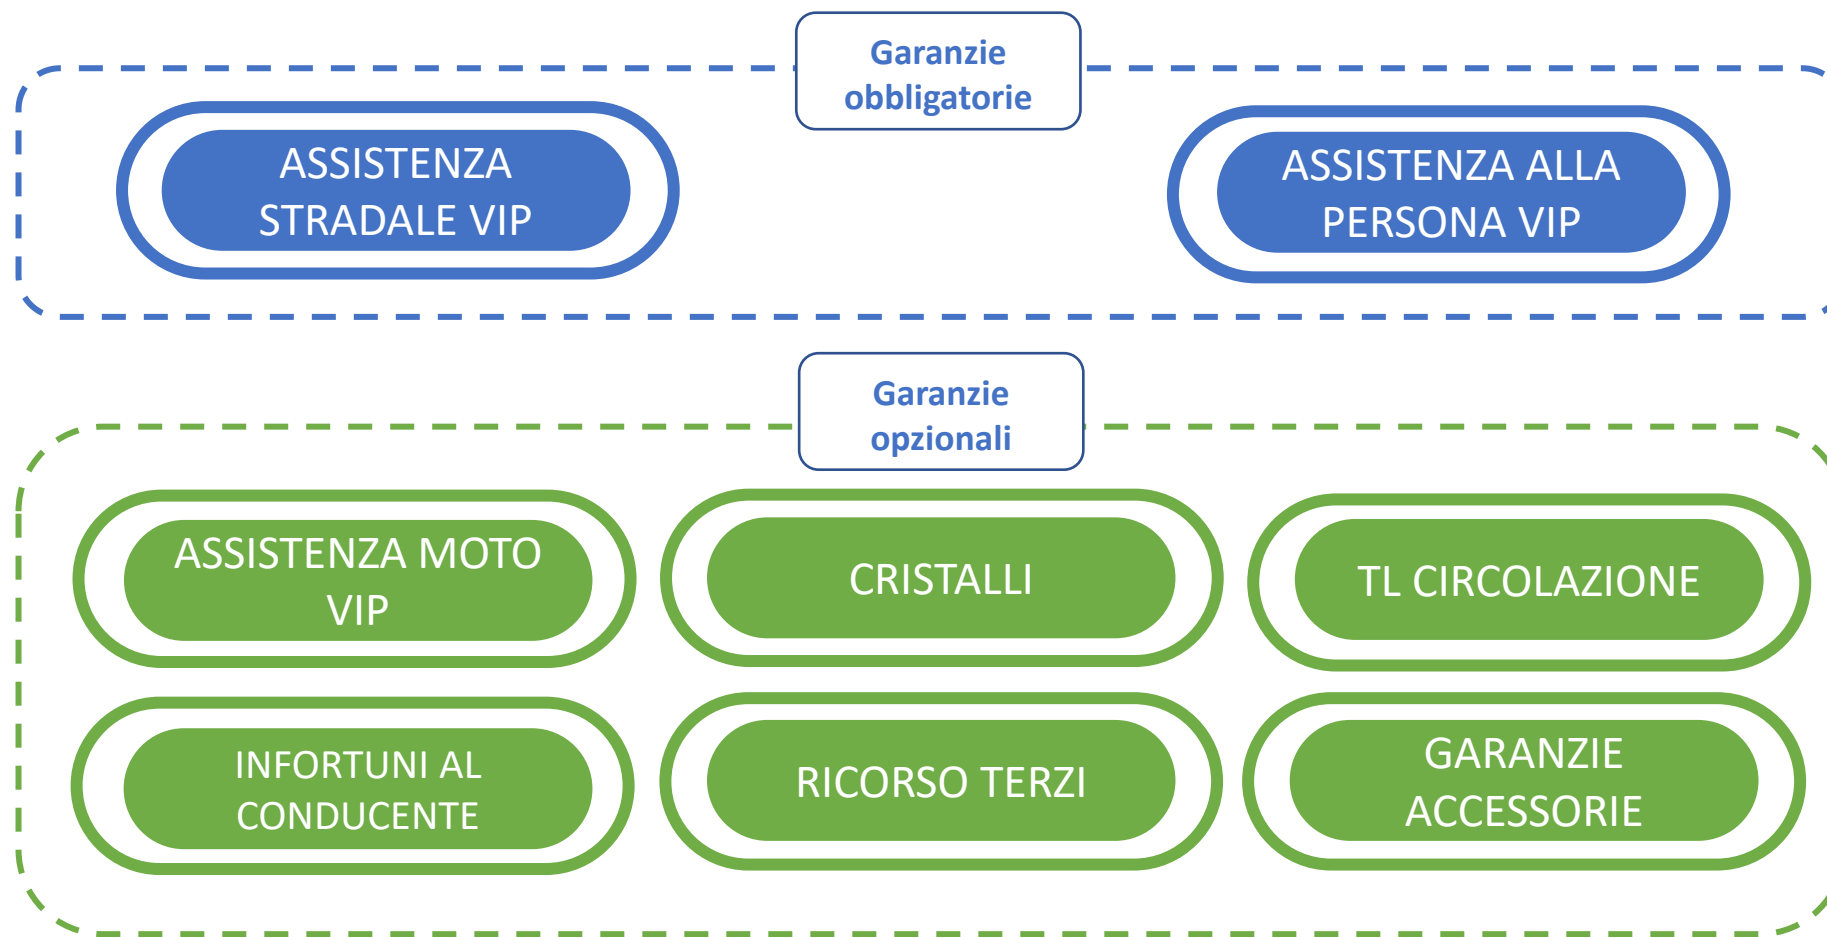 Garanzie
obbligatorie
ASSISTENZA
STRADALE VIP
ASSISTENZA ALLA
PERSONA VIP
Garanzie
opzionali
ASSISTENZA MOTO
VIP
CRISTALLI
TL CIRCOLAZIONE
INFORTUNI AL
CONDUCENTE
RICORSO TERZI
GARANZIE
ACCESSORIE